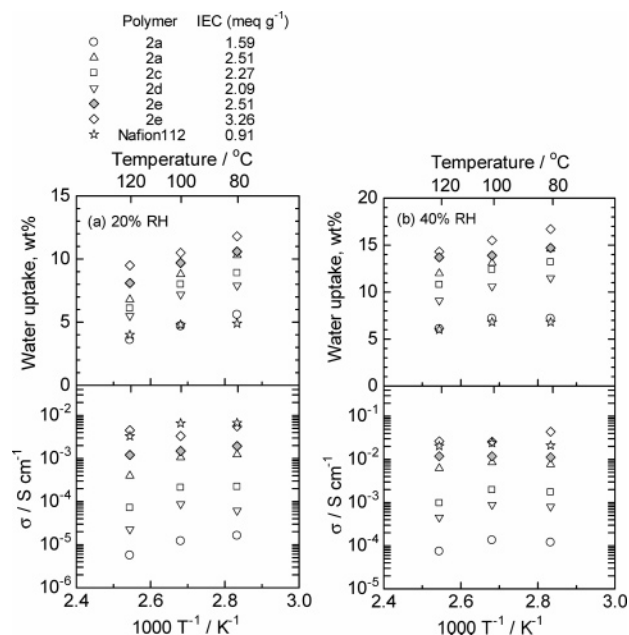 Polymer IEC (meq g⁻¹)
○ 2a 1.59
△ 2a 2.51
□ 2c 2.27
▽ 2d 2.09
◆ 2e 2.51
◇ 2e 3.26
☆ Nafion112 0.91
Temperature / °C
120 100 80
15
10
5
0
Water uptake, wt%
(a) 20% RH
10⁻²
10⁻³
10⁻⁴
10⁻⁵
10⁻⁶
σ / S cm⁻¹
2.4 2.6 2.8 3.0
1000 T⁻¹ / K⁻¹
Temperature / °C
120 100 80
20
15
10
5
0
Water uptake, wt%
(b) 40% RH
10⁻¹
10⁻²
10⁻³
10⁻⁴
10⁻⁵
σ / S cm⁻¹
2.4 2.6 2.8 3.0
1000 T⁻¹ / K⁻¹